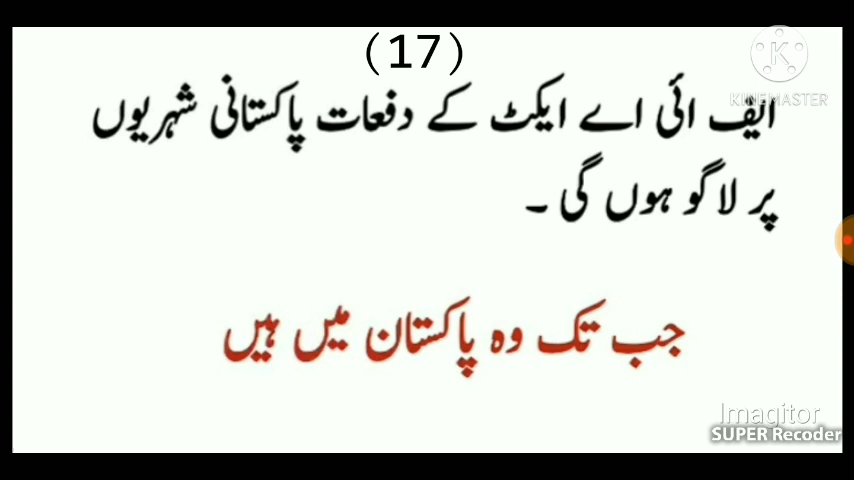 (17)
KINEMASTER
ایف ائی اے ایکٹ کے دفعات پاکستانی شہریوں
پر لاگو ہوں گی ۔
جب تک وہ پاکستان میں ہیں
Imagitor
SUPER Recorder